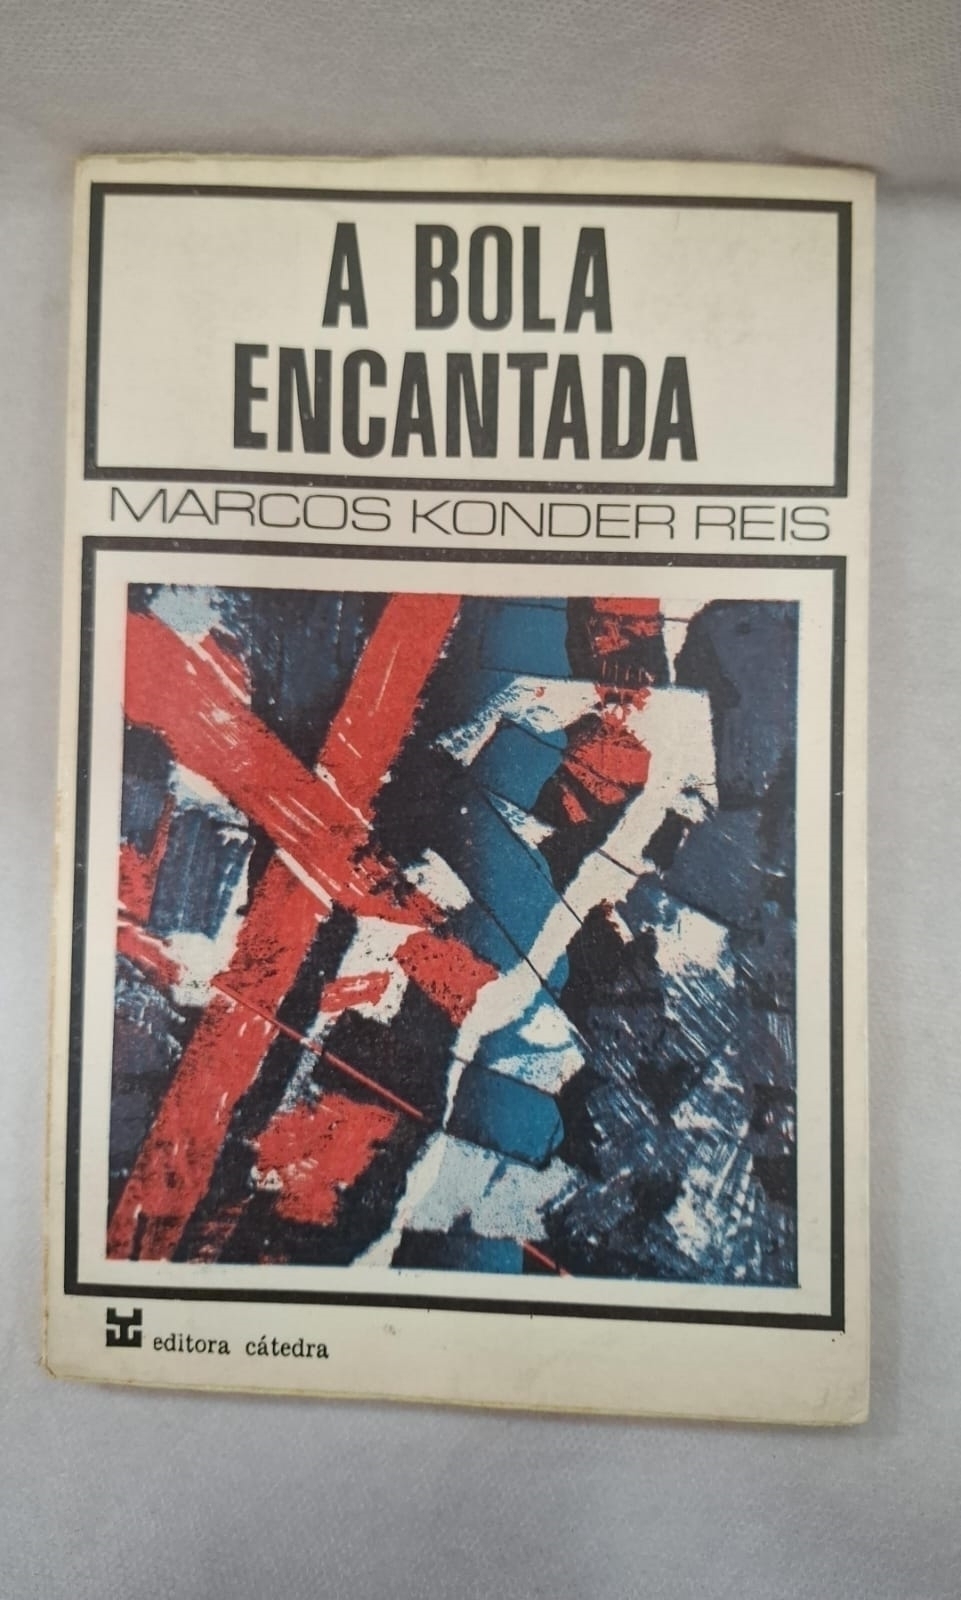 A BOLA
ENCANTADA
MARCOS KONDER REIS
editora cátedra